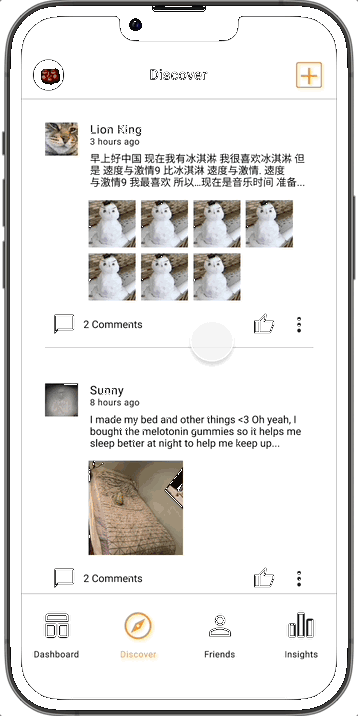 Discover
Lion King
3 hours ago
早上好中国 现在我有冰淇淋 我很喜欢冰淇淋 但
是 速度与激情9 比冰淇淋 速度与激情. 速度
与激情9 我最喜欢 所以...现在是音乐时间 准备...
2 Comments
Sunny
8 hours ago
I made my bed and other things <3 Oh yeah, I
bought the melotonin gummies so it helps me
sleep better at night to help me keep up...
2 Comments
Dashboard
Discover
Friends
Insights